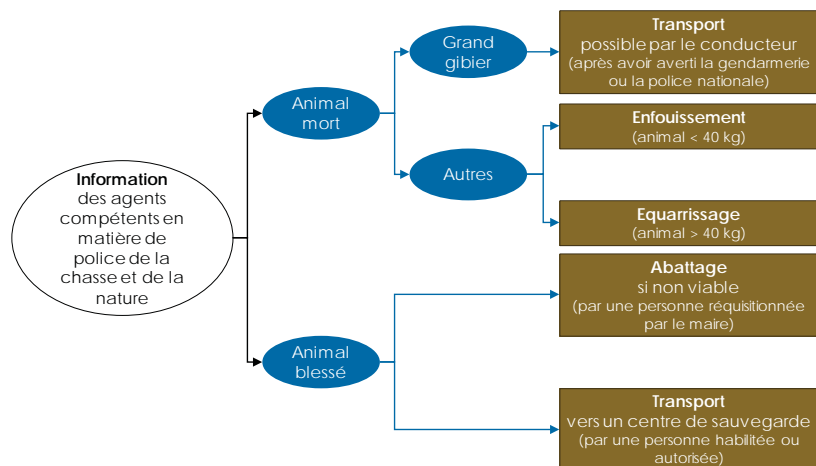 Information
des agents
compétents en
matière de
police de la
chasse et de la
nature
Animal
mort
Grand
gibier
Transport
possible par le conducteur
(après avoir averti la gendarmerie
ou la police nationale)
Autres
Enfouissement
(animal < 40 kg)
Equarrissage
(animal > 40 kg)
Animal
blessé
Abattage
si non viable
(par une personne réquisitionnée
par le maire)
Transport
vers un centre de sauvegarde
(par une personne habilitée ou
autorisée)